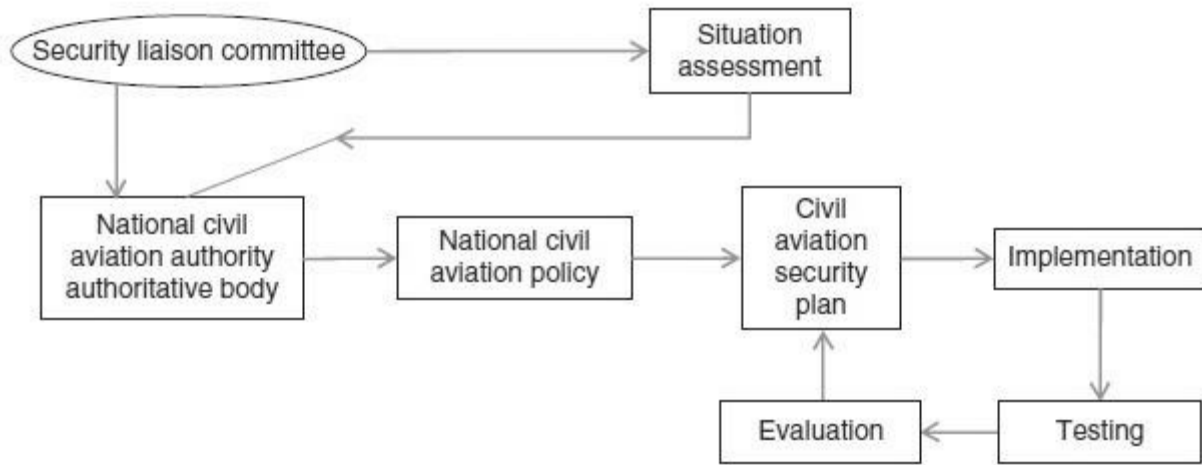 Security liaison committee
Situation
assessment
National civil
aviation authority
authoritative body
National civil
aviation policy
Civil
aviation
security
plan
Implementation
Evaluation
Testing